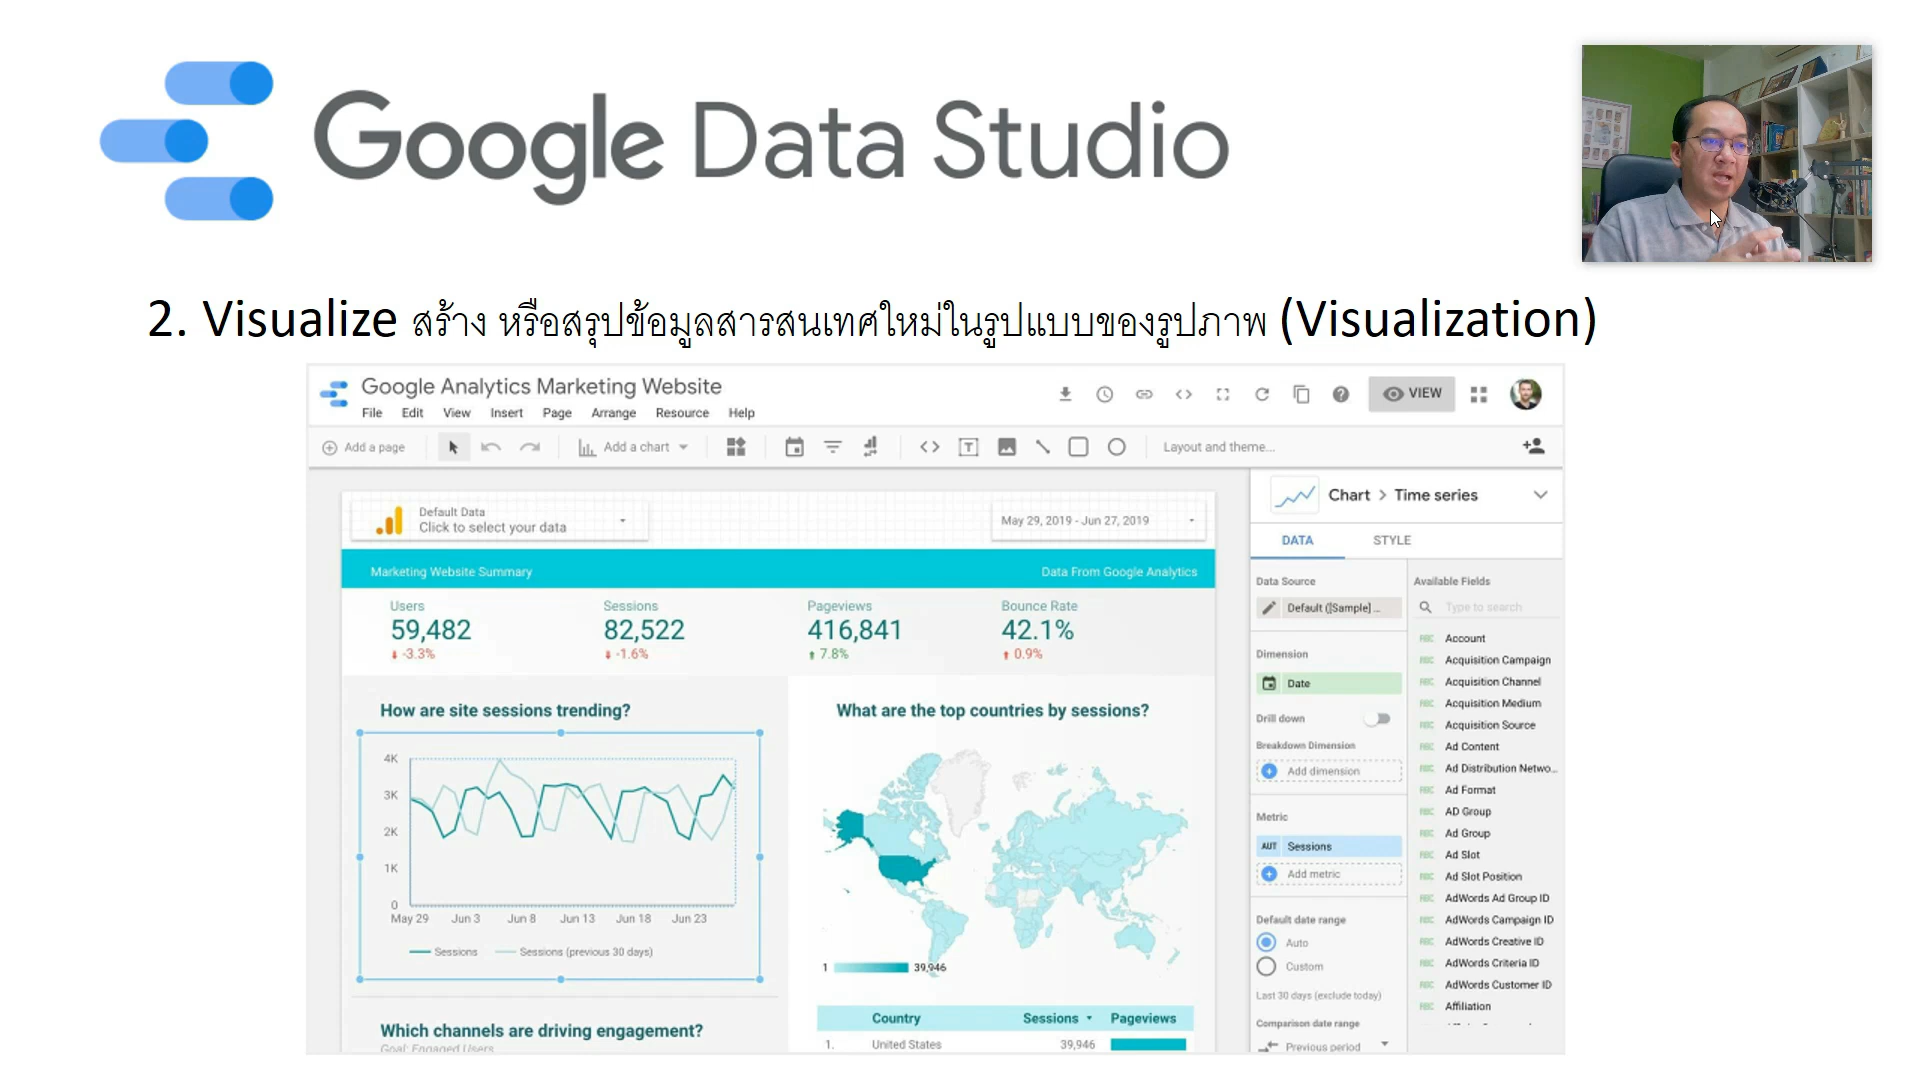 Google Data Studio
2. Visualize สร้าง หรือสรุปข้อมูลสารสนเทศใหม่ในรูปแบบของรูปภาพ (Visualization)
Google Analytics Marketing Website
File Edit View Insert Page Arrange Resource Help
VIEW
Add a page
Add a chart
Layout and theme...
Default Data
Click to select your data
May 29, 2019 - Jun 27, 2019
Marketing Website Summary
Data From Google Analytics
Users
59,482
-3.3%
Sessions
82,522
-1.6%
Pageviews
416,841
7.8%
Bounce Rate
42.1%
0.9%
How are site sessions trending?
4K
3K
2K
1K
0
May 29 Jun 3 Jun 8 Jun 13 Jun 18 Jun 23
Sessions Sessions (previous 30 days)
What are the top countries by sessions?
1 39,946
Country Sessions Pageviews
1. United States 39,946
Which channels are driving engagement?
Goal: Engaged Users
Chart > Time series
DATA STYLE
Data Source
Default ([Sample] ...
Dimension
Date
Drill down
Breakdown Dimension
Add dimension
Metric
AUT Sessions
Add metric
Default date range
Auto
Custom
Last 30 days (exclude today)
Comparison date range
Previous period
Available Fields
Type to search
Account
Acquisition Campaign
Acquisition Channel
Acquisition Medium
Acquisition Source
Ad Content
Ad Distribution Netwo...
Ad Format
AD Group
Ad Group
Ad Slot
Ad Slot Position
AdWords Ad Group ID
AdWords Campaign ID
AdWords Creative ID
AdWords Criteria ID
AdWords Customer ID
Affiliation